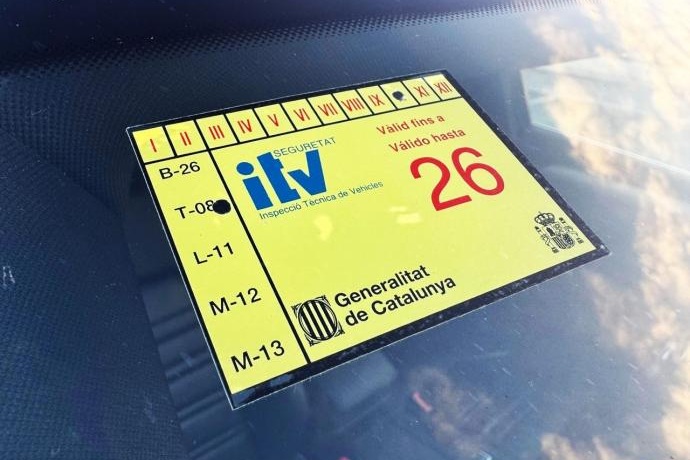 I II III IV V VI VII VIII IX XI XII
B-26
T-08
L-11
M-12
M-13
SEGURETAT
itv
Inspecció Tècnica de Vehicles
Vàlid fins a
Válido hasta
26
Generalitat
de Catalunya